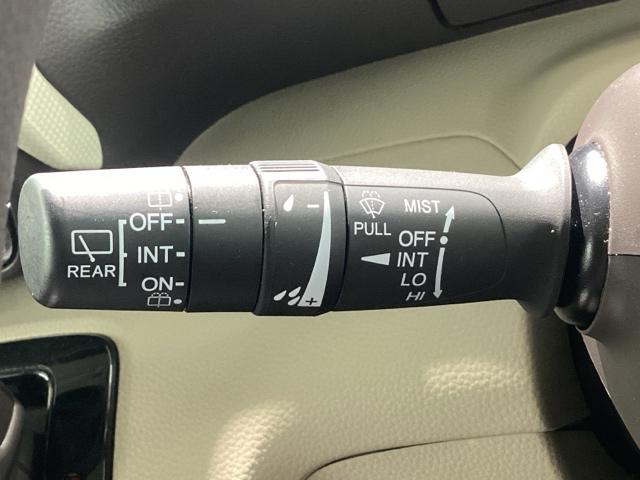 OFF
INT
ON
REAR
− 
+
PULL
MIST
OFF
INT
LO
HI